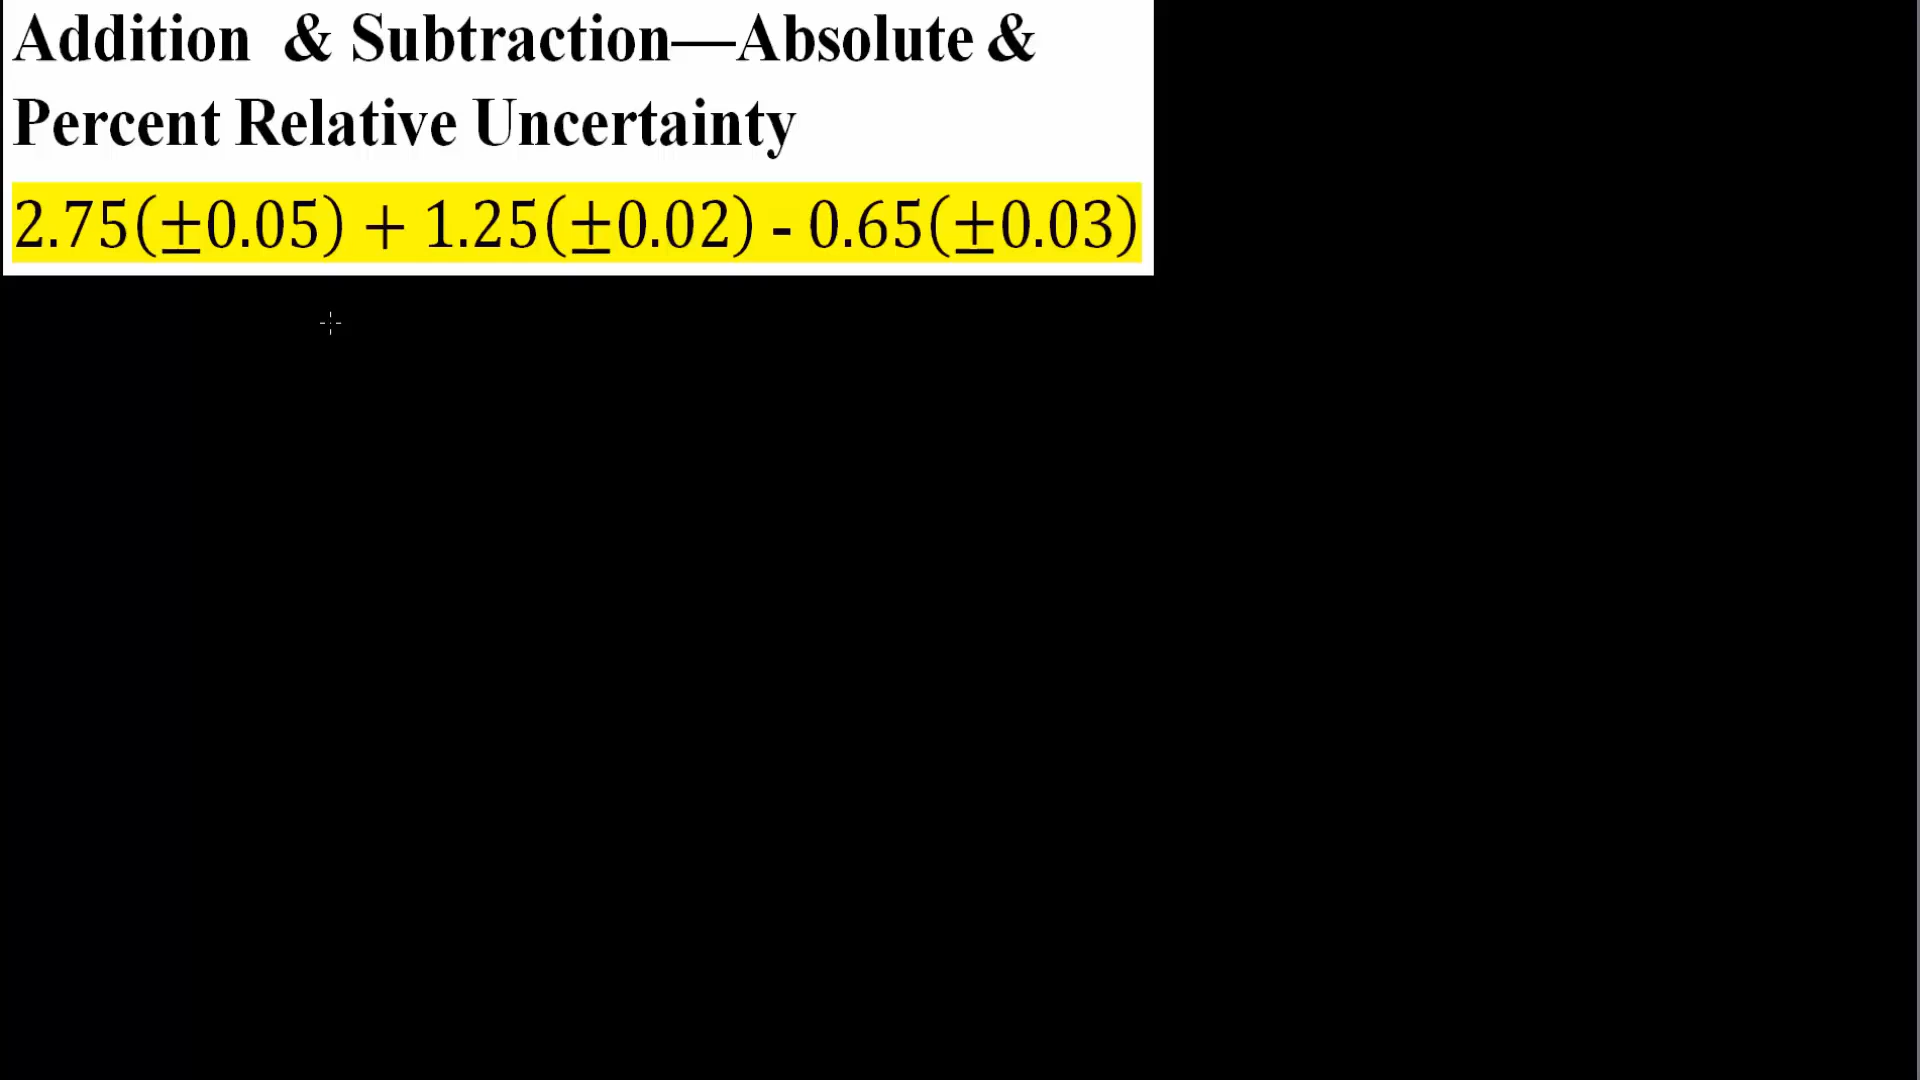 Addition & Subtraction—Absolute &
Percent Relative Uncertainty
2.75(±0.05) + 1.25(±0.02) - 0.65(±0.03)